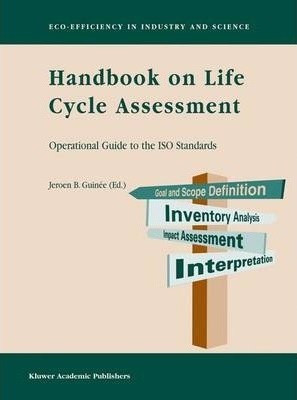 ECO-EFFICIENCY IN INDUSTRY AND SCIENCE
Handbook on Life
Cycle Assessment
Operational Guide to the ISO Standards
Jeroen B. Guinée (Ed.)
Goal and Scope Definition
Inventory Analysis
Impact Assessment
Interpretation
Kluwer Academic Publishers